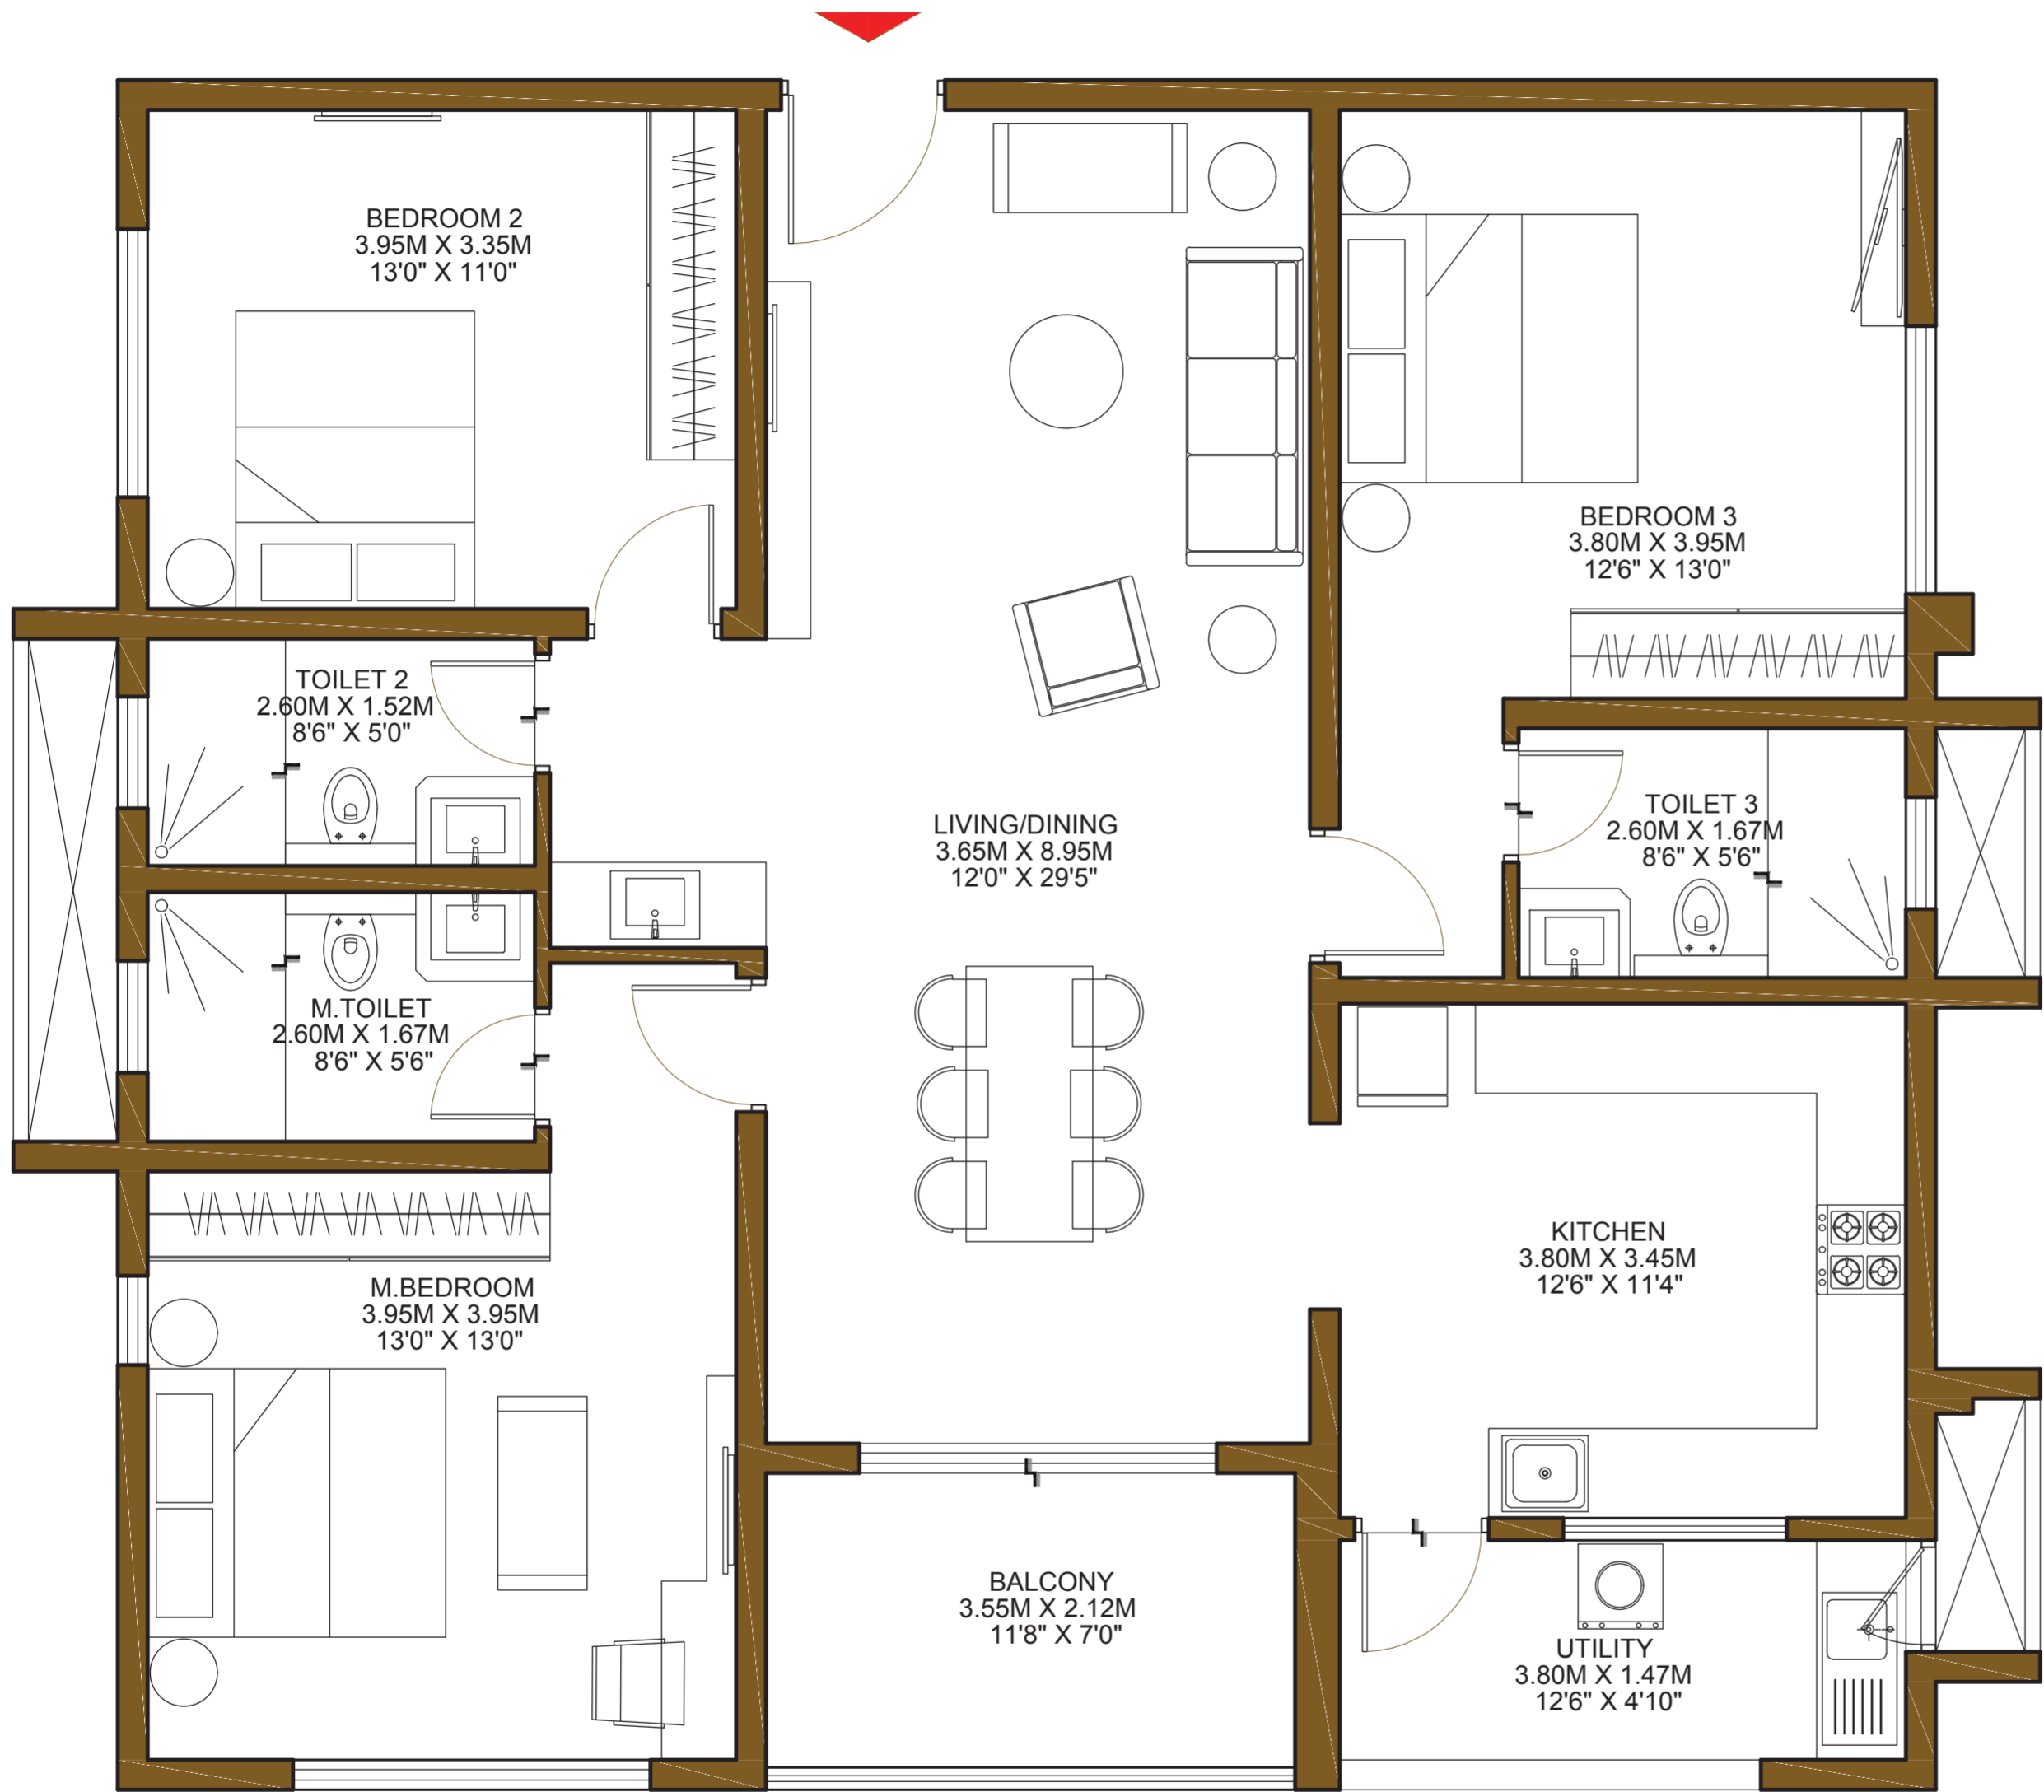 BEDROOM 2
3.95M X 3.35M
13'0" X 11'0"
BEDROOM 3
3.80M X 3.95M
12'6" X 13'0"
TOILET 2
2.60M X 1.52M
8'6" X 5'0"
LIVING/DINING
3.65M X 8.95M
12'0" X 29'5"
TOILET 3
2.60M X 1.67M
8'6" X 5'6"
M.TOILET
2.60M X 1.67M
8'6" X 5'6"
KITCHEN
3.80M X 3.45M
12'6" X 11'4"
M.BEDROOM
3.95M X 3.95M
13'0" X 13'0"
BALCONY
3.55M X 2.12M
11'8" X 7'0"
UTILITY
3.80M X 1.47M
12'6" X 4'10"